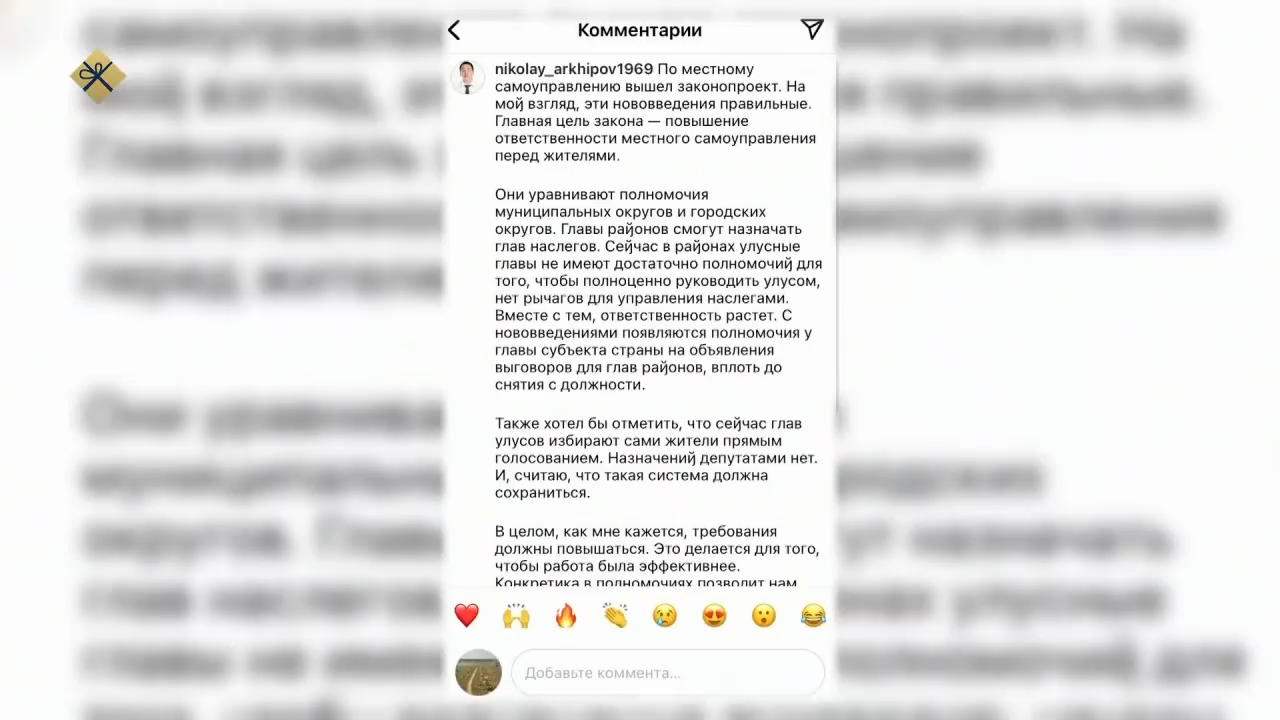 Комментарии
nikolay_arkhipov1969 По местному
самоуправлению вышел законопроект. На
мой взгляд, эти нововведения правильные.
Главная цель закона — повышение
ответственности местного самоуправления
перед жителями.
Они уравнивают полномочия
муниципальных округов и городских
округов. Главы районов смогут назначать
глав наслегов. Сейчас в районах улусные
главы не имеют достаточно полномочий для
того, чтобы полноценно руководить улусом,
нет рычагов для управления наслегами.
Вместе с тем, ответственность растет. С
нововведениями появляются полномочия у
главы субъекта страны на объявления
выговоров для глав районов, вплоть до
снятия с должности.
Также хотел бы отметить, что сейчас глав
улусов избирают сами жители прямым
голосованием. Назначений депутатами нет.
И, считаю, что такая система должна
сохраниться.
В целом, как мне кажется, требования
должны повышаться. Это делается для того,
чтобы работа была эффективнее.
Конкретика в полномочиях позволит нам
Добавьте коммента...